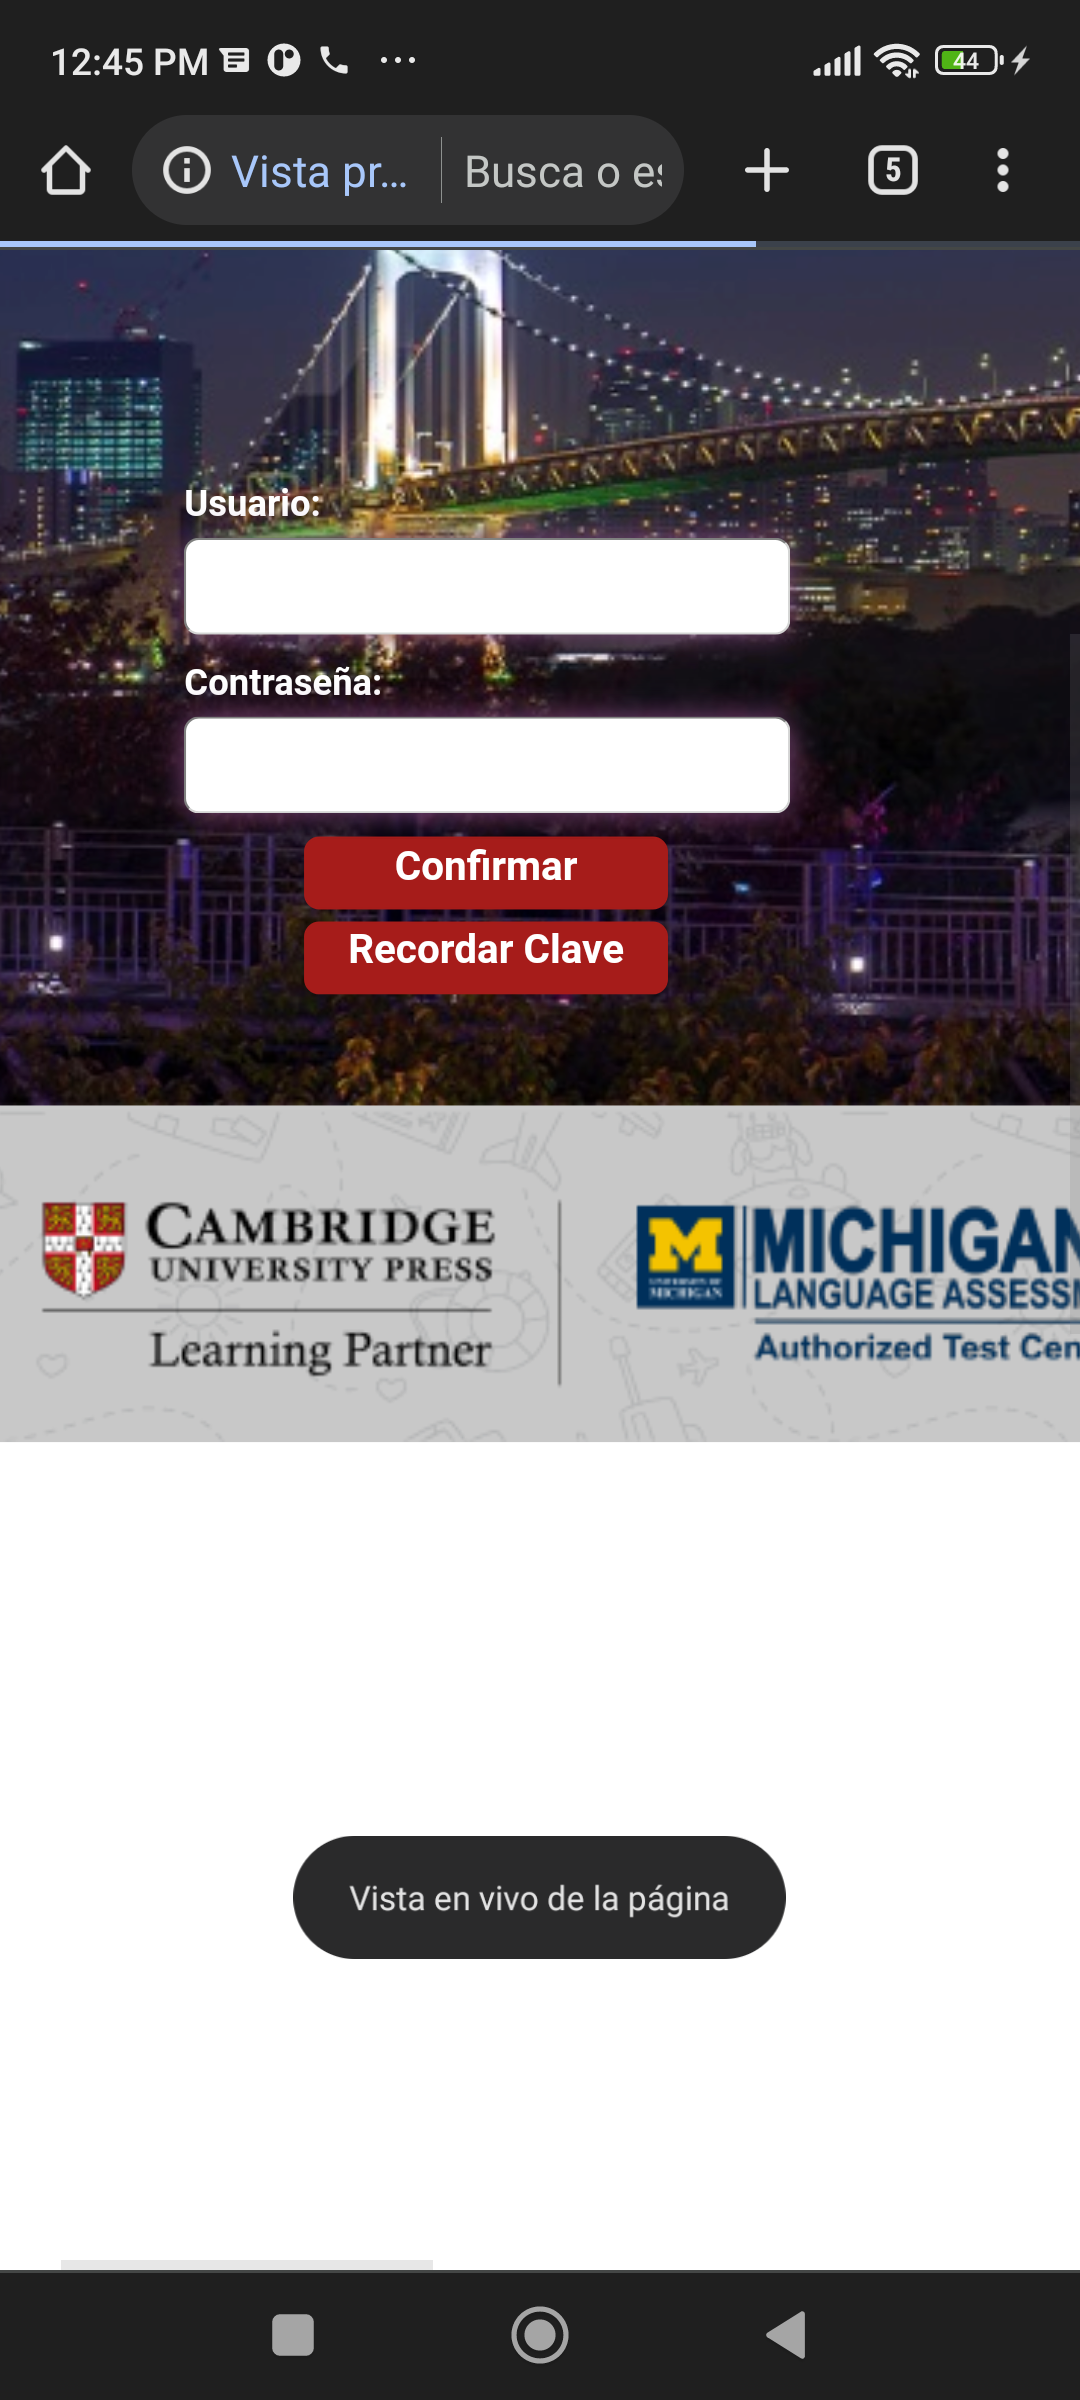 12:45 PM
44
Vista pr...
Busca o es
5
Usuario:
Contraseña:
Confirmar
Recordar Clave
CAMBRIDGE
UNIVERSITY PRESS
Learning Partner
M
UNIVERSITY OF
MICHIGAN
MICHIGAN
LANGUAGE ASSESSM
Authorized Test Cen
Vista en vivo de la página